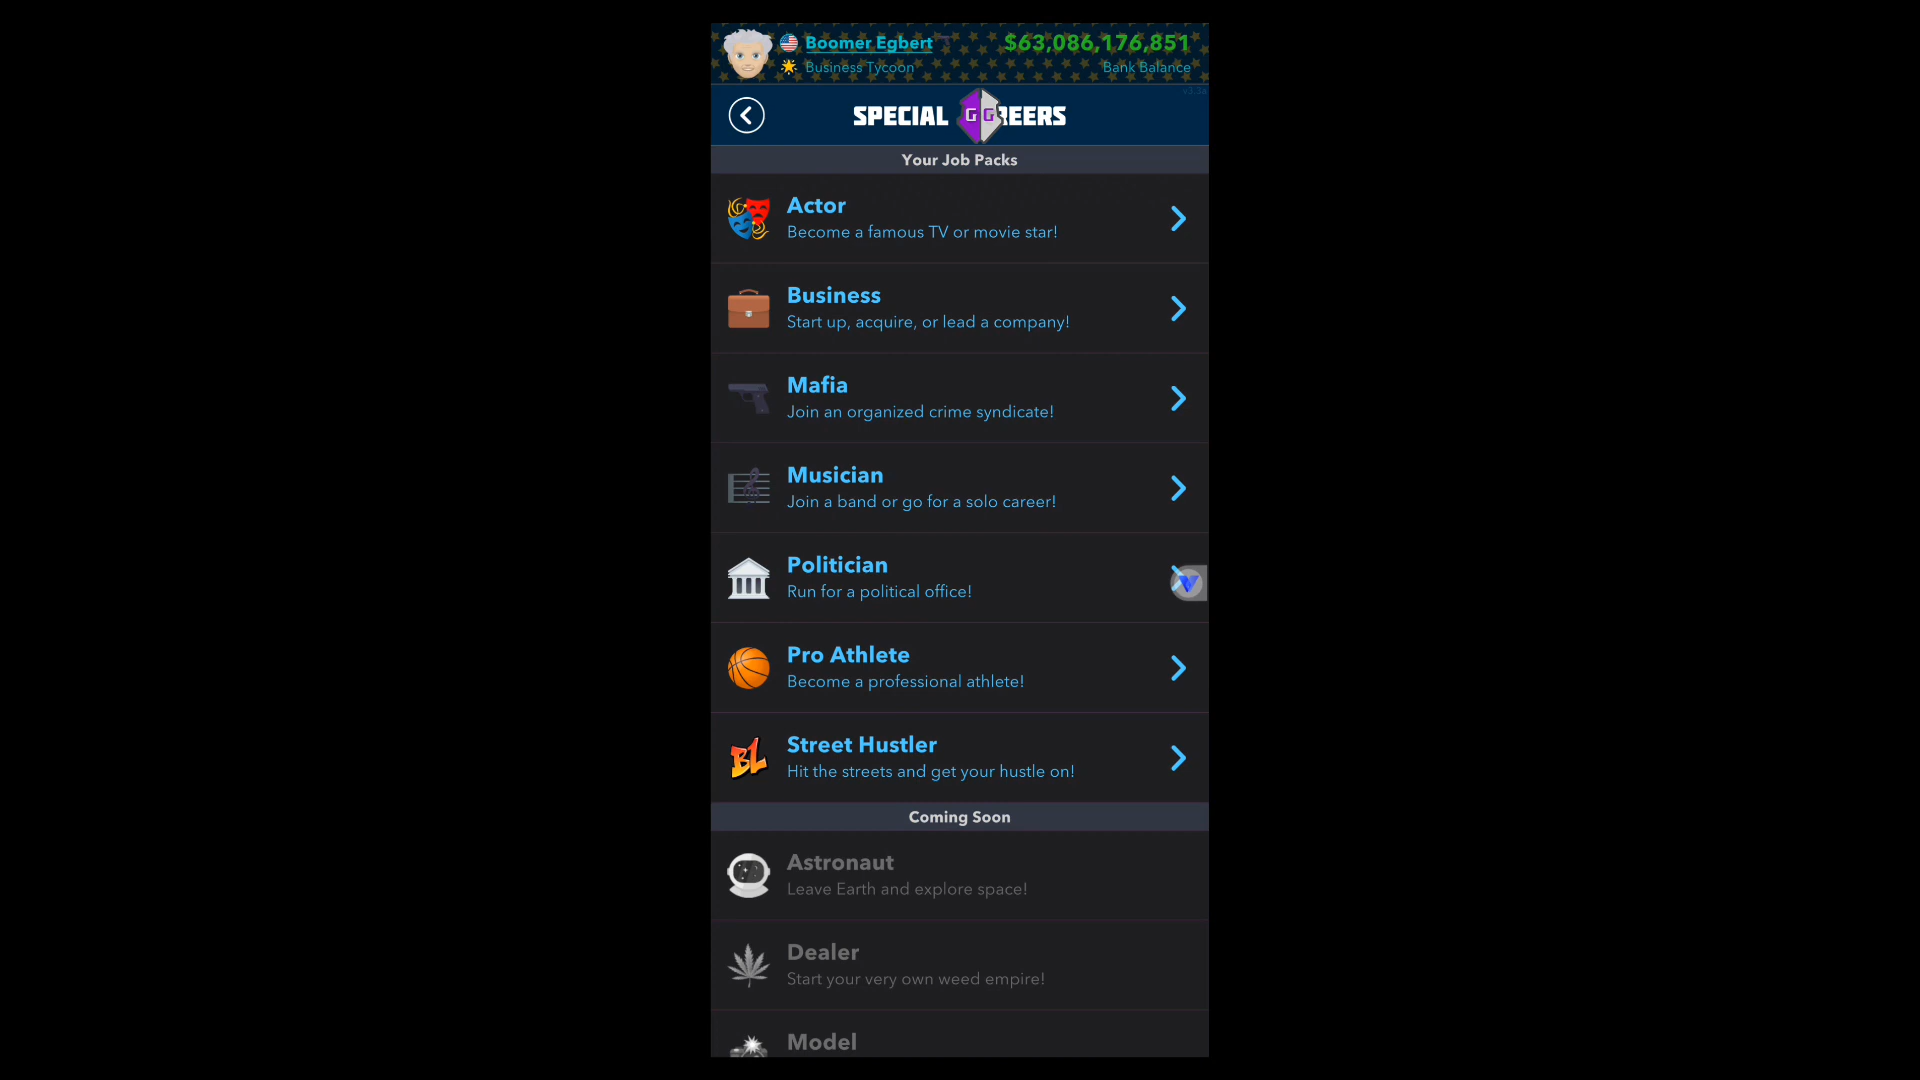 Boomer Egbert
$63,086,176,851
Business Tycoon
Bank Balance
v3.3a
SPECIAL GGREERS
Your Job Packs
Actor
Become a famous TV or movie star!
Business
Start up, acquire, or lead a company!
Mafia
Join an organized crime syndicate!
Musician
Join a band or go for a solo career!
Politician
Run for a political office!
Pro Athlete
Become a professional athlete!
BL
Street Hustler
Hit the streets and get your hustle on!
Coming Soon
Astronaut
Leave Earth and explore space!
Dealer
Start your very own weed empire!
Model